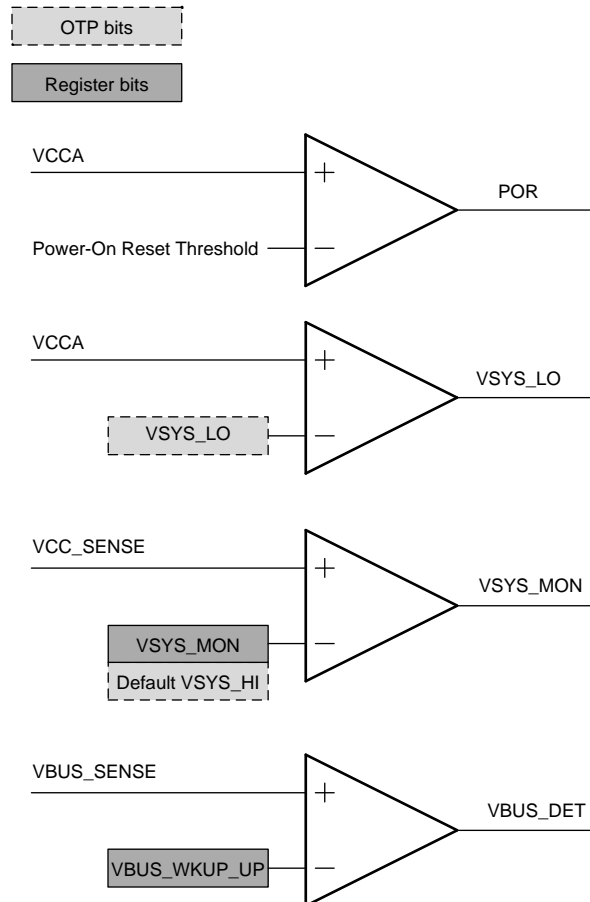 OTP bits
Register bits
VCCA
+
POR
Power-On Reset Threshold
−
VCCA
+
VSYS_LO
VSYS_LO
−
VCC_SENSE
+
VSYS_MON
VSYS_MON
−
Default VSYS_HI
VBUS_SENSE
+
VBUS_DET
VBUS_WKUP_UP
−